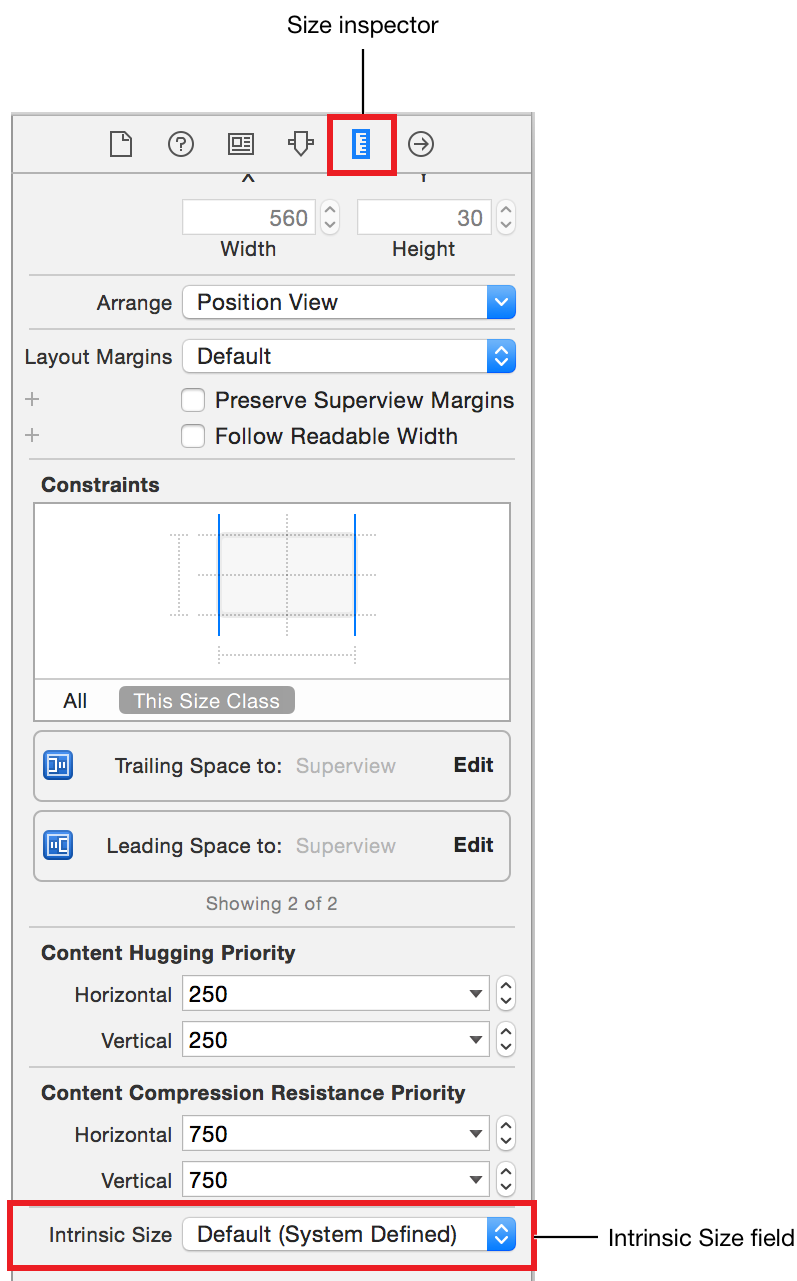 Size inspector
X Y
560 30
Width Height
Arrange Position View
Layout Margins Default
Preserve Superview Margins
Follow Readable Width
Constraints
All This Size Class
Trailing Space to: Superview Edit
Leading Space to: Superview Edit
Showing 2 of 2
Content Hugging Priority
Horizontal 250
Vertical 250
Content Compression Resistance Priority
Horizontal 750
Vertical 750
Intrinsic Size Default (System Defined) Intrinsic Size field